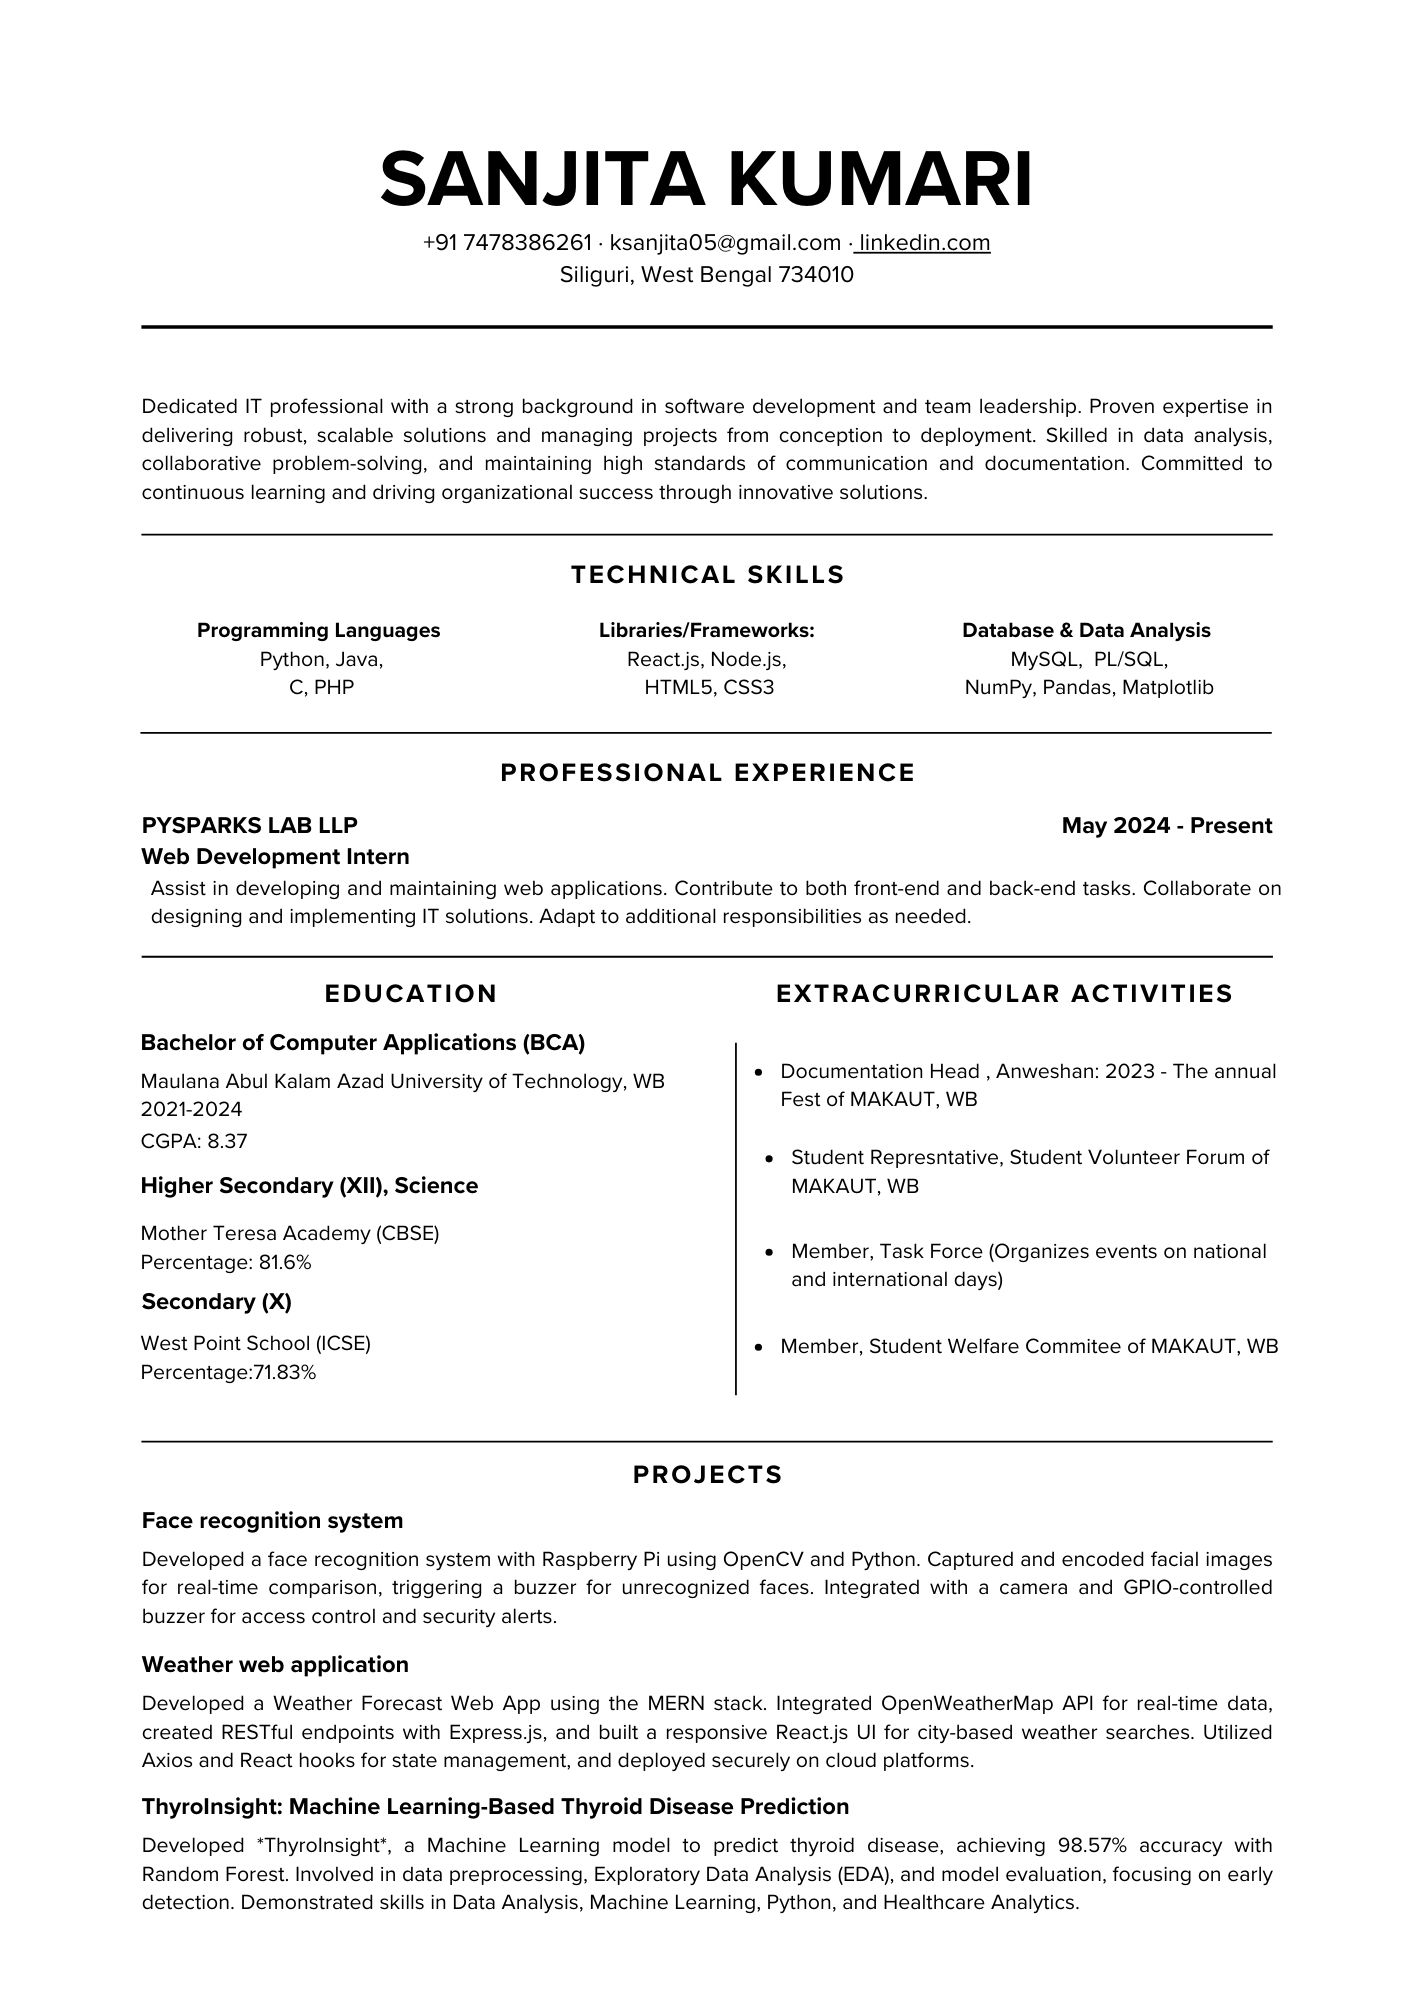 SANJITA KUMARI
+91 7478386261 · ksanjita05@gmail.com · linkedin.com
Siliguri, West Bengal 734010
Dedicated IT professional with a strong background in software development and team leadership. Proven expertise in
delivering robust, scalable solutions and managing projects from conception to deployment. Skilled in data analysis,
collaborative problem-solving, and maintaining high standards of communication and documentation. Committed to
continuous learning and driving organizational success through innovative solutions.
TECHNICAL SKILLS
Programming Languages
Python, Java,
C, PHP
Libraries/Frameworks:
React.js, Node.js,
HTML5, CSS3
Database & Data Analysis
MySQL, PL/SQL,
NumPy, Pandas, Matplotlib
PROFESSIONAL EXPERIENCE
PYSPARKS LAB LLP May 2024 - Present
Web Development Intern
Assist in developing and maintaining web applications. Contribute to both front-end and back-end tasks. Collaborate on
designing and implementing IT solutions. Adapt to additional responsibilities as needed.
EDUCATION
Bachelor of Computer Applications (BCA)
Maulana Abul Kalam Azad University of Technology, WB
2021-2024
CGPA: 8.37
Higher Secondary (XII), Science
Mother Teresa Academy (CBSE)
Percentage: 81.6%
Secondary (X)
West Point School (ICSE)
Percentage:71.83%
EXTRACURRICULAR ACTIVITIES
• Documentation Head , Anweshan: 2023 - The annual
Fest of MAKAUT, WB
• Student Represntative, Student Volunteer Forum of
MAKAUT, WB
• Member, Task Force (Organizes events on national
and international days)
• Member, Student Welfare Commitee of MAKAUT, WB
PROJECTS
Face recognition system
Developed a face recognition system with Raspberry Pi using OpenCV and Python. Captured and encoded facial images
for real-time comparison, triggering a buzzer for unrecognized faces. Integrated with a camera and GPIO-controlled
buzzer for access control and security alerts.
Weather web application
Developed a Weather Forecast Web App using the MERN stack. Integrated OpenWeatherMap API for real-time data,
created RESTful endpoints with Express.js, and built a responsive React.js UI for city-based weather searches. Utilized
Axios and React hooks for state management, and deployed securely on cloud platforms.
ThyroInsight: Machine Learning-Based Thyroid Disease Prediction
Developed *ThyroInsight*, a Machine Learning model to predict thyroid disease, achieving 98.57% accuracy with
Random Forest. Involved in data preprocessing, Exploratory Data Analysis (EDA), and model evaluation, focusing on early
detection. Demonstrated skills in Data Analysis, Machine Learning, Python, and Healthcare Analytics.